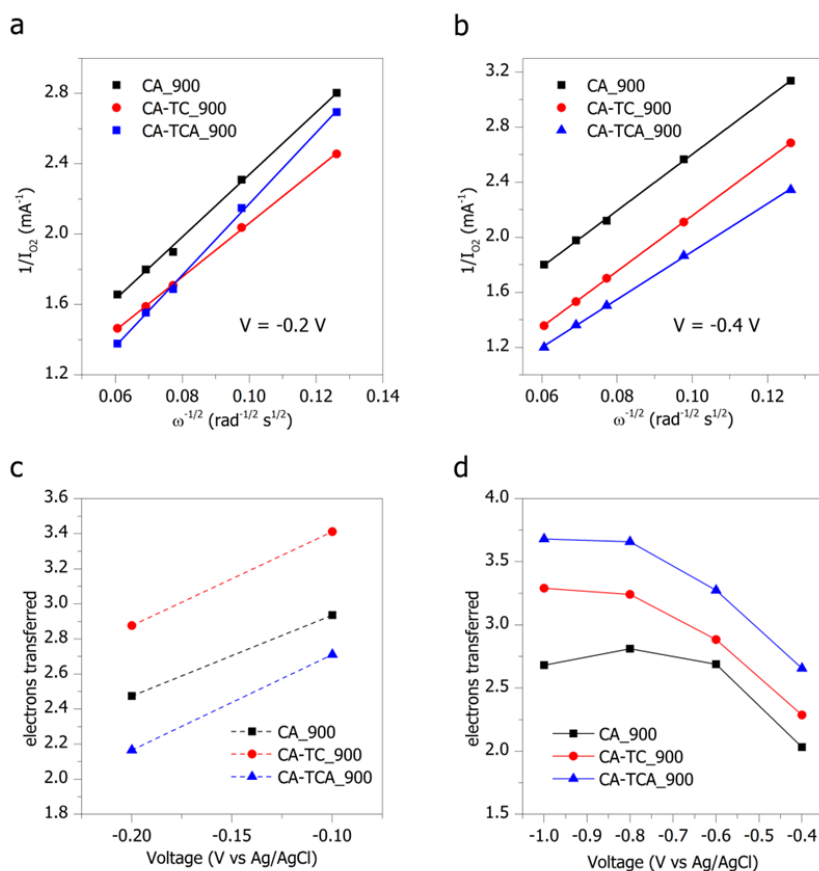 a
2.8
2.4
2.0
1.6
1.2
1/I_O2 (mA⁻¹)
CA_900
CA-TC_900
CA-TCA_900
V = -0.2 V
0.06 0.08 0.10 0.12 0.14
ω^-1/2 (rad^-1/2 s^1/2)
b
3.2
2.8
2.4
2.0
1.6
1.2
1/I_O2 (mA⁻¹)
CA_900
CA-TC_900
CA-TCA_900
V = -0.4 V
0.06 0.08 0.10 0.12
ω^-1/2 (rad^-1/2 s^1/2)
c
3.6
3.4
3.2
3.0
2.8
2.6
2.4
2.2
2.0
1.8
electrons transferred
CA_900
CA-TC_900
CA-TCA_900
-0.20 -0.15 -0.10
Voltage (V vs Ag/AgCl)
d
4.0
3.5
3.0
2.5
2.0
1.5
electrons transferred
CA_900
CA-TC_900
CA-TCA_900
-1.0 -0.9 -0.8 -0.7 -0.6 -0.5 -0.4
Voltage (V vs Ag/AgCl)